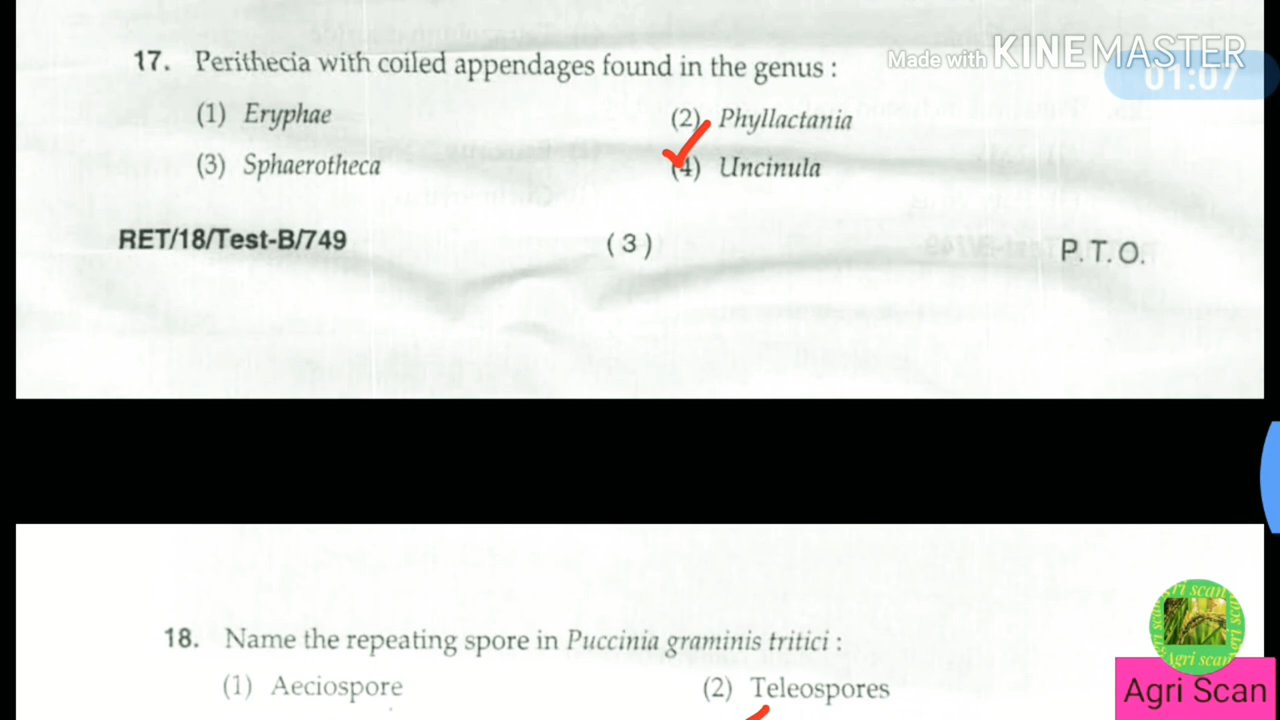 Made with KINEMASTER
01:07
17. Perithecia with coiled appendages found in the genus :
(1) Eryphae (2) Phyllactania
(3) Sphaerotheca (4) Uncinula
RET/18/Test-B/749 (3) P.T.O.
18. Name the repeating spore in Puccinia graminis tritici :
(1) Aeciospore (2) Teleospores
Agri scan
Agri Scan